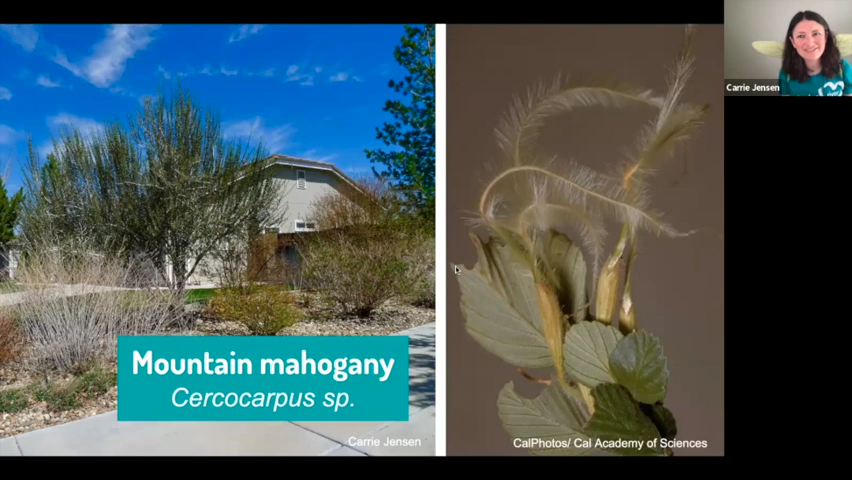 Carrie Jensen
Mountain mahogany
Cercocarpus sp.
Carrie Jensen
CalPhotos/ Cal Academy of Sciences